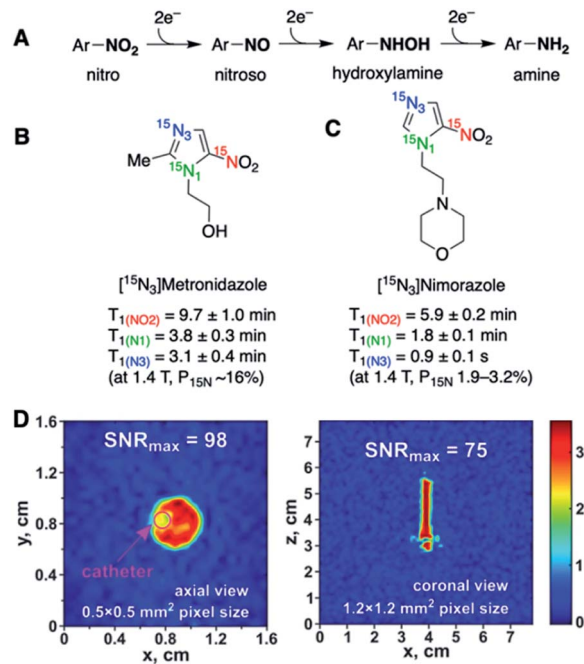 A
2e⁻ 2e⁻ 2e⁻
Ar–NO₂ Ar–NO Ar–NHOH Ar–NH₂
nitro nitroso hydroxylamine amine
B
C
¹⁵N₃
¹⁵N₃
Me
¹⁵NO₂
¹⁵N₁
¹⁵NO₂
¹⁵N₁
OH
N
O
[¹⁵N₃]Metronidazole
T₁₍NO2₎ = 9.7 ± 1.0 min
T₁₍N1₎ = 3.8 ± 0.3 min
T₁₍N3₎ = 3.1 ± 0.4 min
(at 1.4 T, P₁₅N ~16%)
[¹⁵N₃]Nimorazole
T₁₍NO2₎ = 5.9 ± 0.2 min
T₁₍N1₎ = 1.8 ± 0.1 min
T₁₍N3₎ = 0.9 ± 0.1 s
(at 1.4 T, P₁₅N 1.9–3.2%)
D
SNRmax = 98
catheter
axial view
0.5×0.5 mm² pixel size
y, cm
1.6
1.2
0.8
0.4
0
0 0.4 0.8 1.2 1.6
x, cm
SNRmax = 75
coronal view
1.2×1.2 mm² pixel size
z, cm
7
6
5
4
3
2
1
0
0 1 2 3 4 5 6 7
x, cm
3
2
1
0